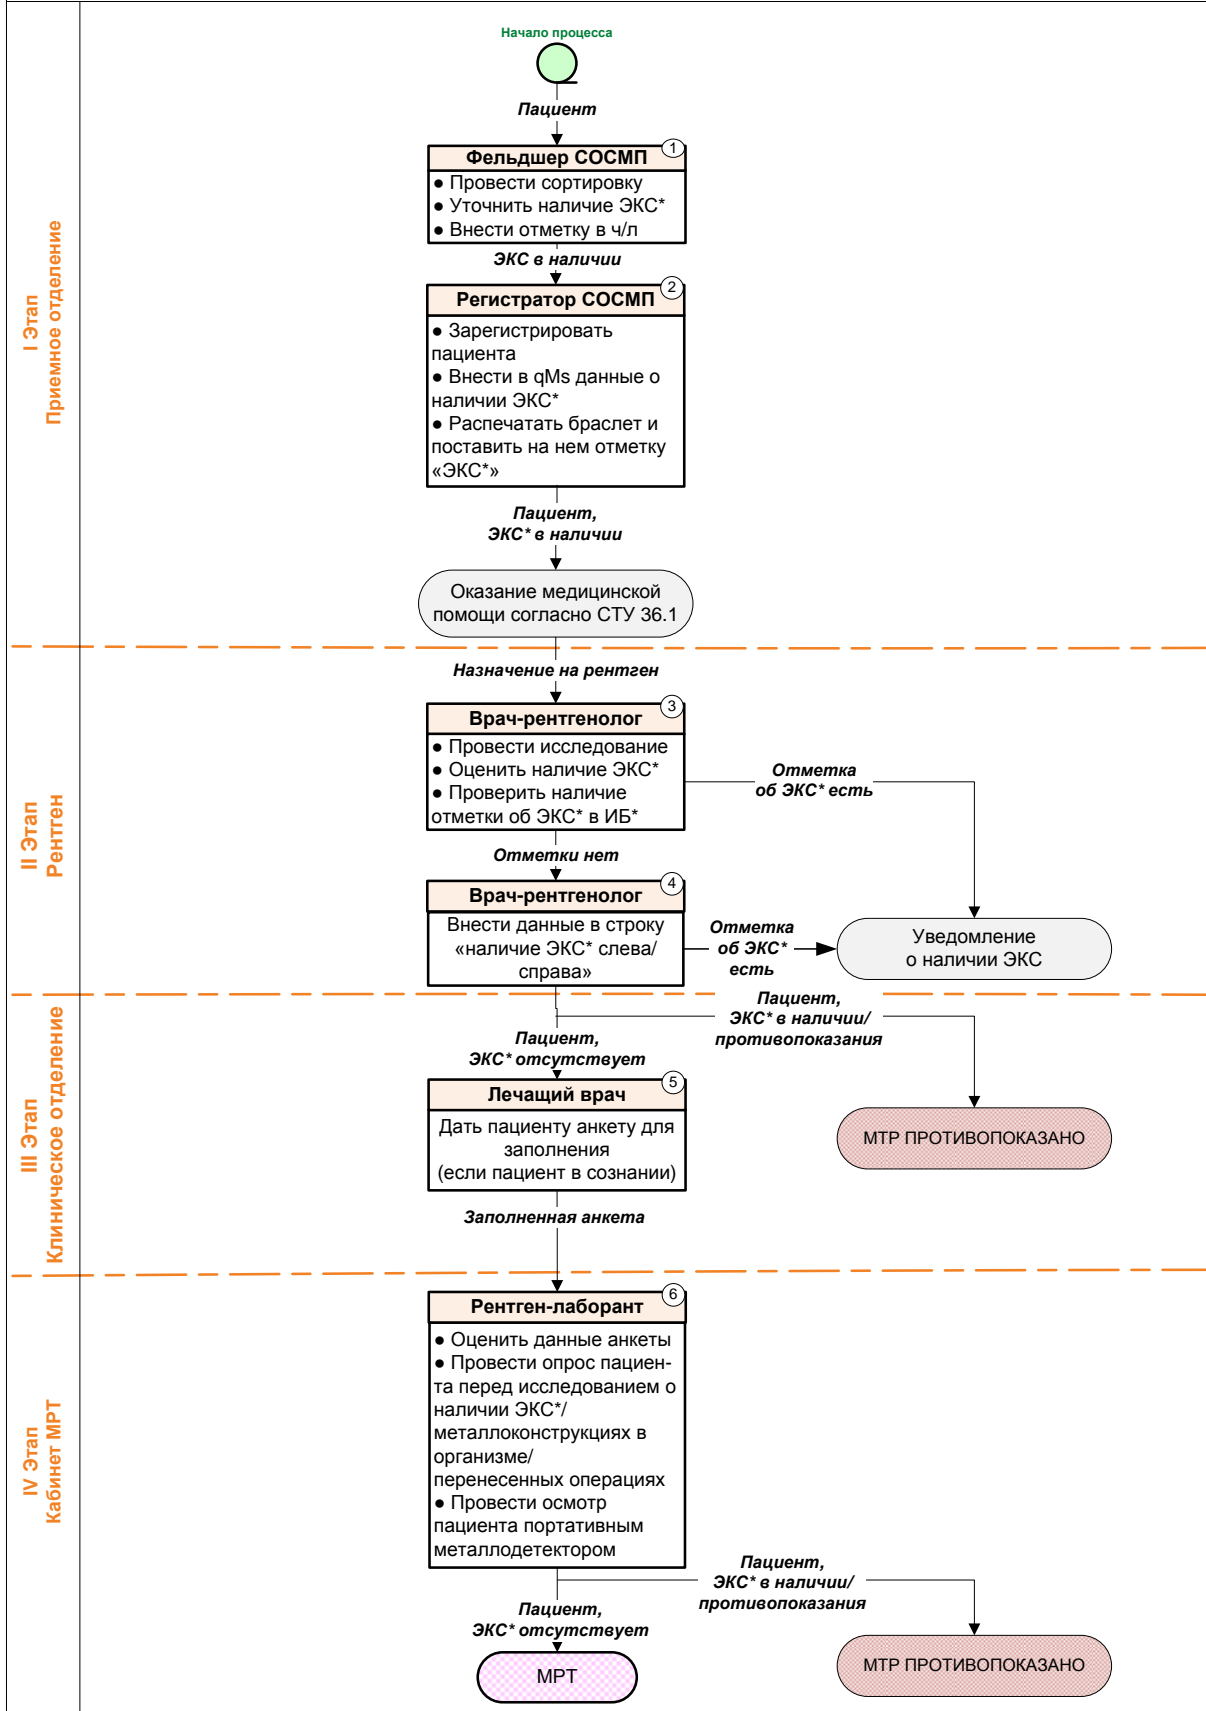 Начало процесса
Пациент
Фельдшер СОСМП
1
● Провести сортировку
● Уточнить наличие ЭКС*
● Внести отметку в ч/л
ЭКС в наличии
Регистратор СОСМП
2
● Зарегистрировать
пациента
● Внести в qMs данные о
наличии ЭКС*
● Распечатать браслет и
поставить на нем отметку
«ЭКС*»
Пациент,
ЭКС* в наличии
Оказание медицинской
помощи согласно СТУ 36.1
I Этап
Приемное отделение
Назначение на рентген
Врач-рентгенолог
3
● Провести исследование
● Оценить наличие ЭКС*
● Проверить наличие
отметки об ЭКС* в ИБ*
Отметка
об ЭКС* есть
Отметки нет
Врач-рентгенолог
4
Внести данные в строку
«наличие ЭКС* слева/
справа»
Отметка
об ЭКС*
есть
Уведомление
о наличии ЭКС
II Этап
Рентген
Пациент,
ЭКС* в наличии/
противопоказания
Пациент,
ЭКС* отсутствует
Лечащий врач
5
Дать пациенту анкету для
заполнения
(если пациент в сознании)
МТР ПРОТИВОПОКАЗАНО
Заполненная анкета
III Этап
Клиническое отделение
Рентген-лаборант
6
● Оценить данные анкеты
● Провести опрос пациен-
та перед исследованием о
наличии ЭКС*/
металлоконструкциях в
организме/
перенесенных операциях
● Провести осмотр
пациента портативным
металлодетектором
Пациент,
ЭКС* в наличии/
противопоказания
Пациент,
ЭКС* отсутствует
МРТ
МТР ПРОТИВОПОКАЗАНО
IV Этап
Кабинет МРТ